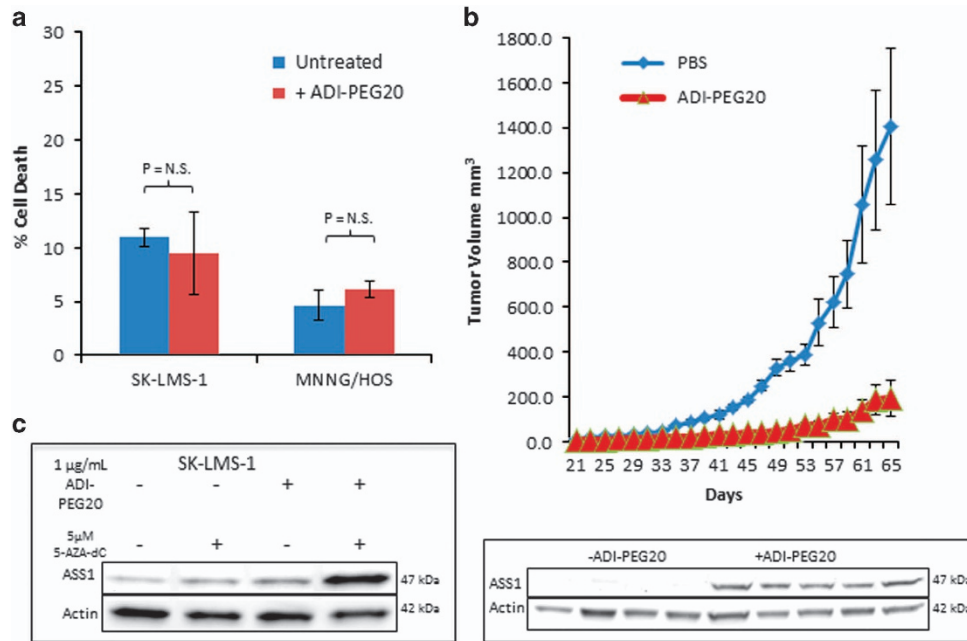 a
30
25
20
15
10
5
0
% Cell Death
Untreated
+ ADI-PEG20
P = N.S.
P = N.S.
SK-LMS-1 MNNG/HOS
b
1800.0
1600.0
1400.0
1200.0
1000.0
800.0
600.0
400.0
200.0
0.0
Tumor Volume mm³
PBS
ADI-PEG20
21 25 29 33 37 41 45 49 53 57 61 65
Days
c
SK-LMS-1
1 µg/mL
ADI-
PEG20
- - + +
5µM
5-AZA-dC
- + - +
ASS1 47 kDa
Actin 42 kDa
-ADI-PEG20 +ADI-PEG20
ASS1 47 kDa
Actin 42 kDa